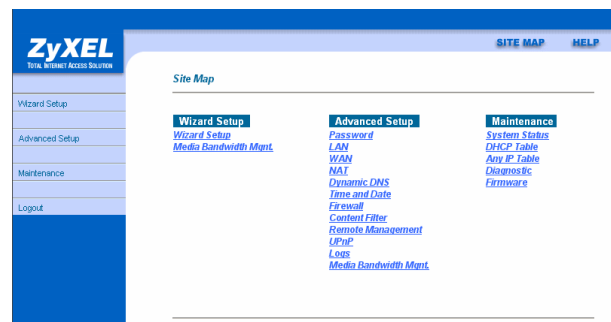 ZyXEL
TOTAL INTERNET ACCESS SOLUTION
SITE MAP
HELP
Wizard Setup
Advanced Setup
Maintenance
Logout
Site Map
Wizard Setup
Wizard Setup
Media Bandwidth Mgnt.
Advanced Setup
Password
LAN
WAN
NAT
Dynamic DNS
Time and Date
Firewall
Content Filter
Remote Management
UPnP
Logs
Media Bandwidth Mgnt.
Maintenance
System Status
DHCP Table
Any IP Table
Diagnostic
Firmware